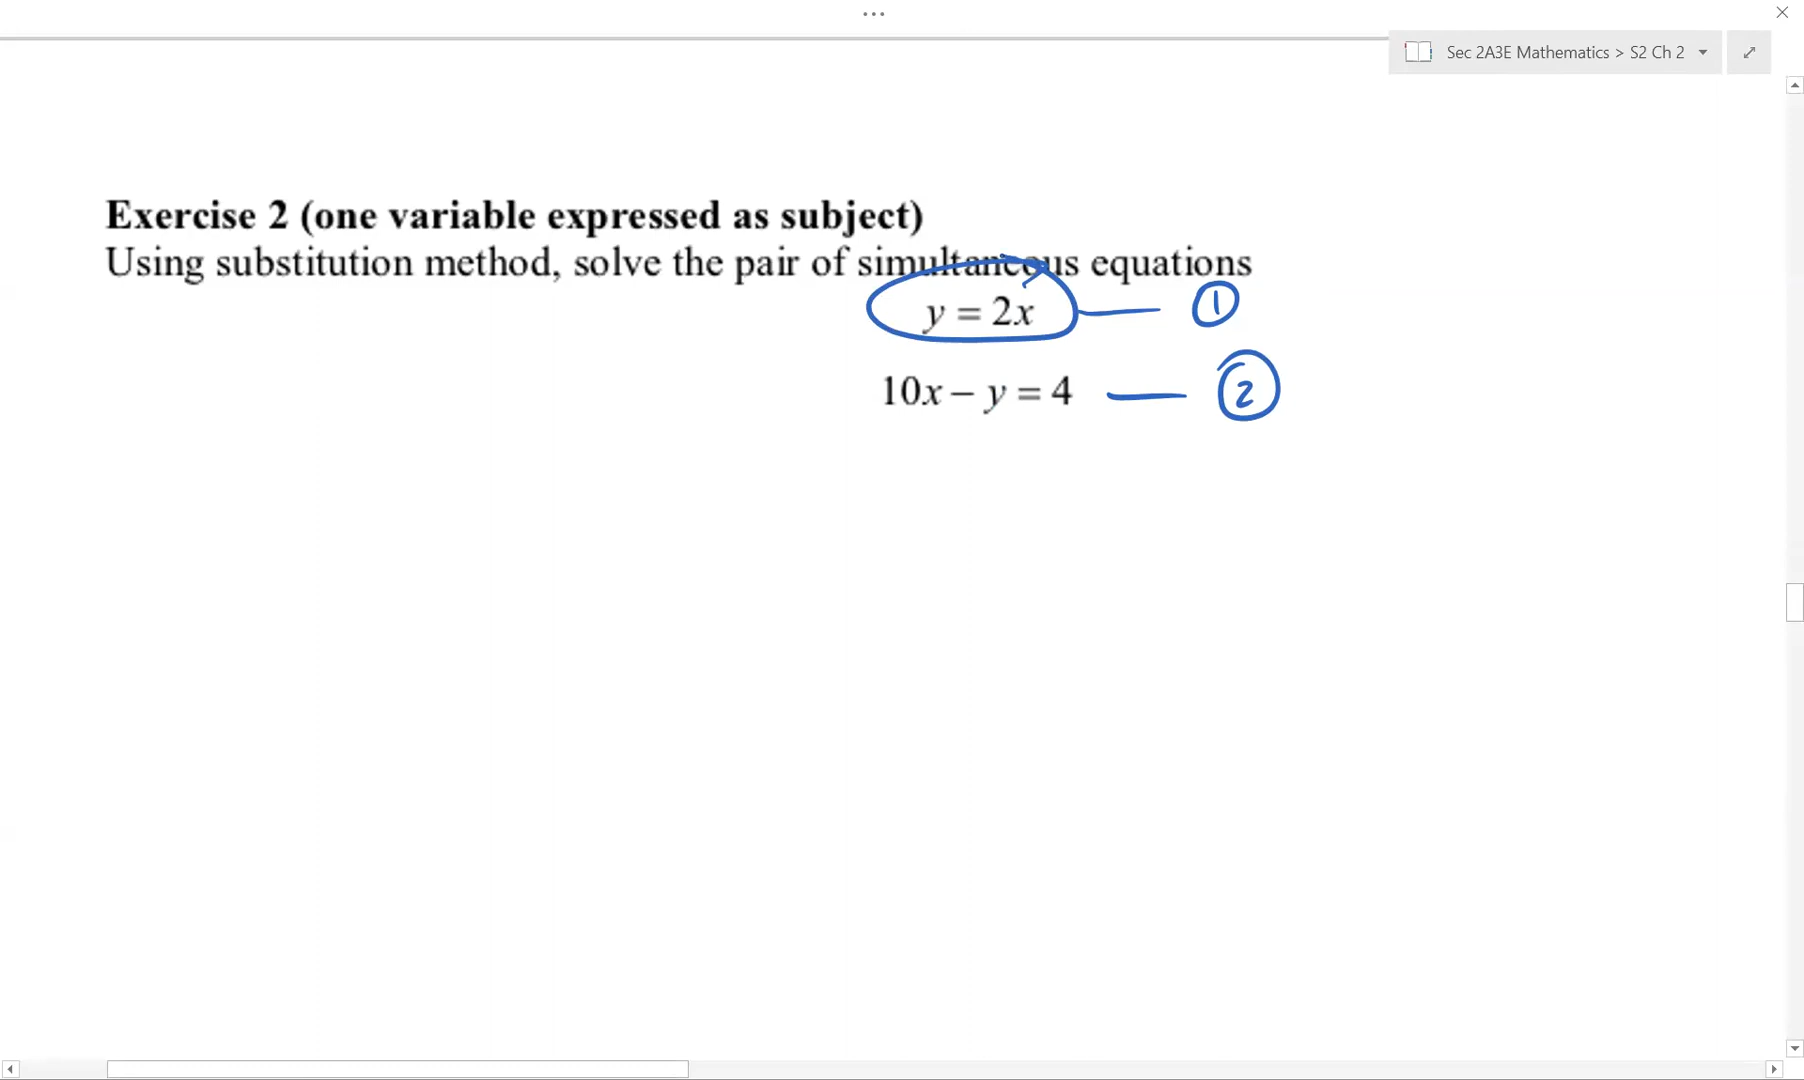 ...
Sec 2A3E Mathematics > S2 Ch 2
Exercise 2 (one variable expressed as subject)
Using substitution method, solve the pair of simultaneous equations
y = 2x — ①
10x – y = 4 — ②